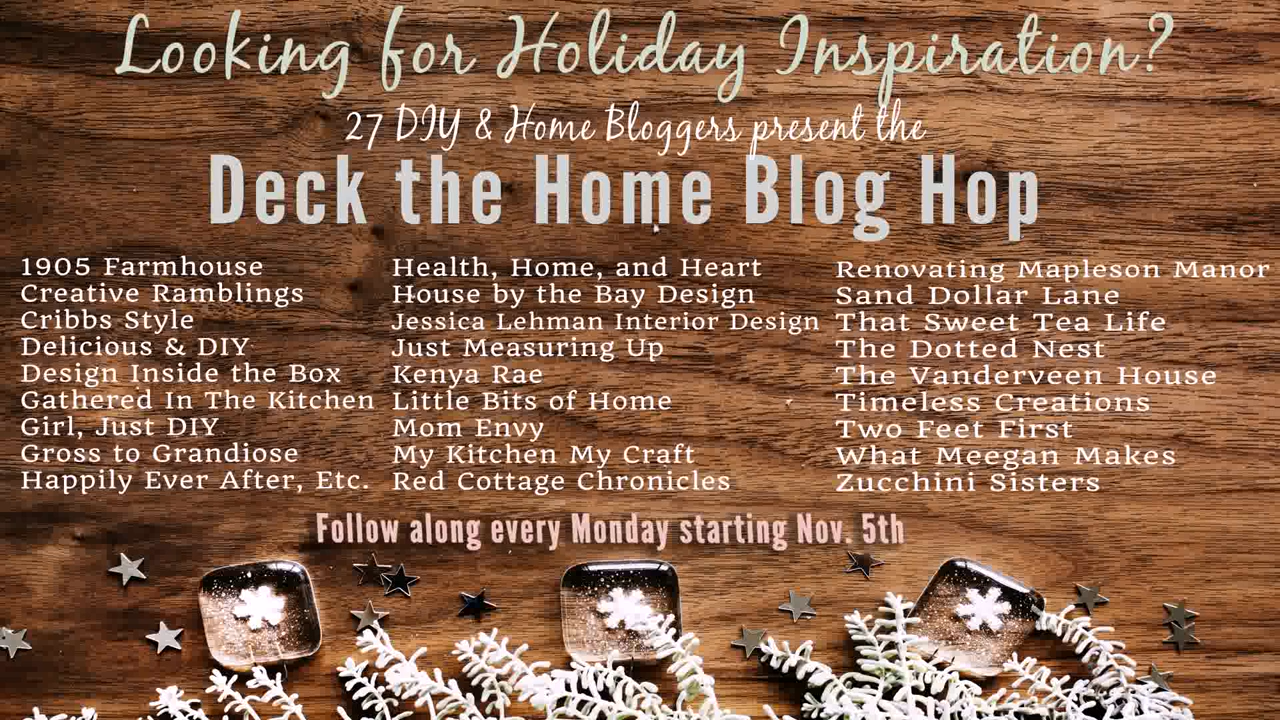 Looking for Holiday Inspiration?
27 DIY & Home Bloggers present the
Deck the Home Blog Hop
1905 Farmhouse
Creative Ramblings
Cribbs Style
Delicious & DIY
Design Inside the Box
Gathered In The Kitchen
Girl, Just DIY
Gross to Grandiose
Happily Ever After, Etc.
Health, Home, and Heart
House by the Bay Design
Jessica Lehman Interior Design
Just Measuring Up
Kenya Rae
Little Bits of Home
Mom Envy
My Kitchen My Craft
Red Cottage Chronicles
Renovating Mapleson Manor
Sand Dollar Lane
That Sweet Tea Life
The Dotted Nest
The Vanderveen House
Timeless Creations
Two Feet First
What Meegan Makes
Zucchini Sisters
Follow along every Monday starting Nov. 5th